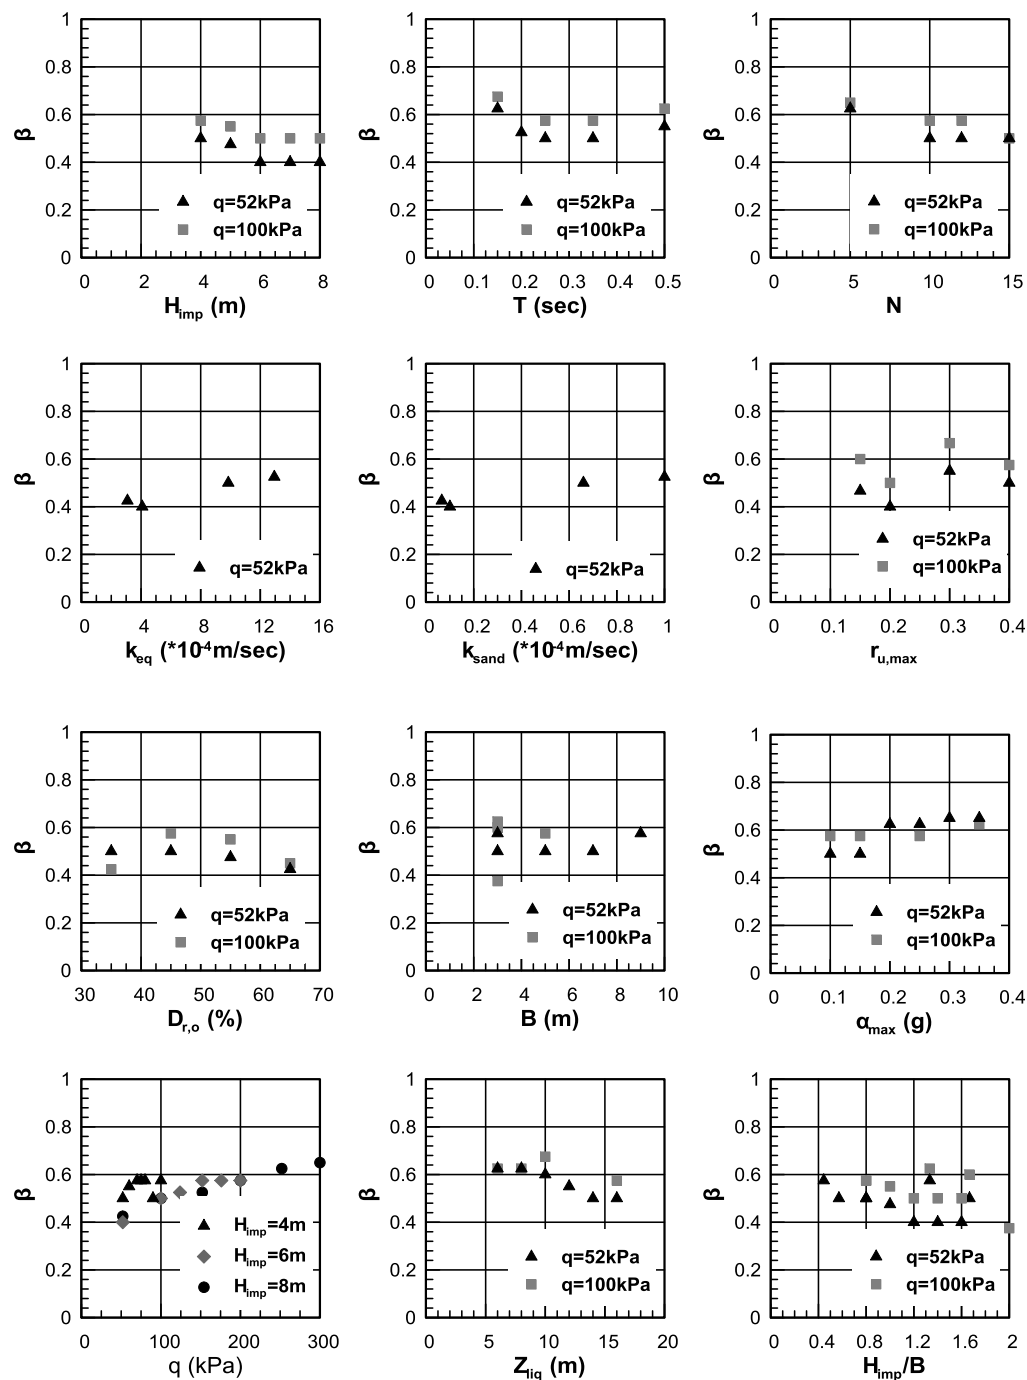 1 1 1
0.8 0.8 0.8
0.6 0.6 0.6
β β β
0.4 0.4 0.4
q=52kPa q=52kPa q=52kPa
0.2 0.2 0.2
q=100kPa q=100kPa q=100kPa
0 0 0
0 2 4 6 8 0 0.1 0.2 0.3 0.4 0.5 0 5 10 15
Himp (m) T (sec) N
1 1 1
0.8 0.8 0.8
0.6 0.6 0.6
β β β
0.4 0.4 0.4
q=52kPa q=52kPa q=52kPa
0.2 0.2 0.2
q=100kPa
0 0 0
0 4 8 12 16 0 0.2 0.4 0.6 0.8 1 0 0.1 0.2 0.3 0.4
keq (*10-4m/sec) ksand (*10-4m/sec) ru,max
1 1 1
0.8 0.8 0.8
0.6 0.6 0.6
β β β
0.4 0.4 0.4
q=52kPa q=52kPa q=52kPa
0.2 0.2 0.2
q=100kPa q=100kPa q=100kPa
0 0 0
30 40 50 60 70 0 2 4 6 8 10 0 0.1 0.2 0.3 0.4
Dr,o (%) B (m) αmax (g)
1 1 1
0.8 0.8 0.8
0.6 0.6 0.6
β β β
0.4 0.4 0.4
Himp=4m
0.2 Himp=6m 0.2 q=52kPa 0.2 q=52kPa
Himp=8m q=100kPa q=100kPa
0 0 0
0 100 200 300 0 5 10 15 20 0 0.4 0.8 1.2 1.6 2
q (kPa) Zliq (m) Himp/B